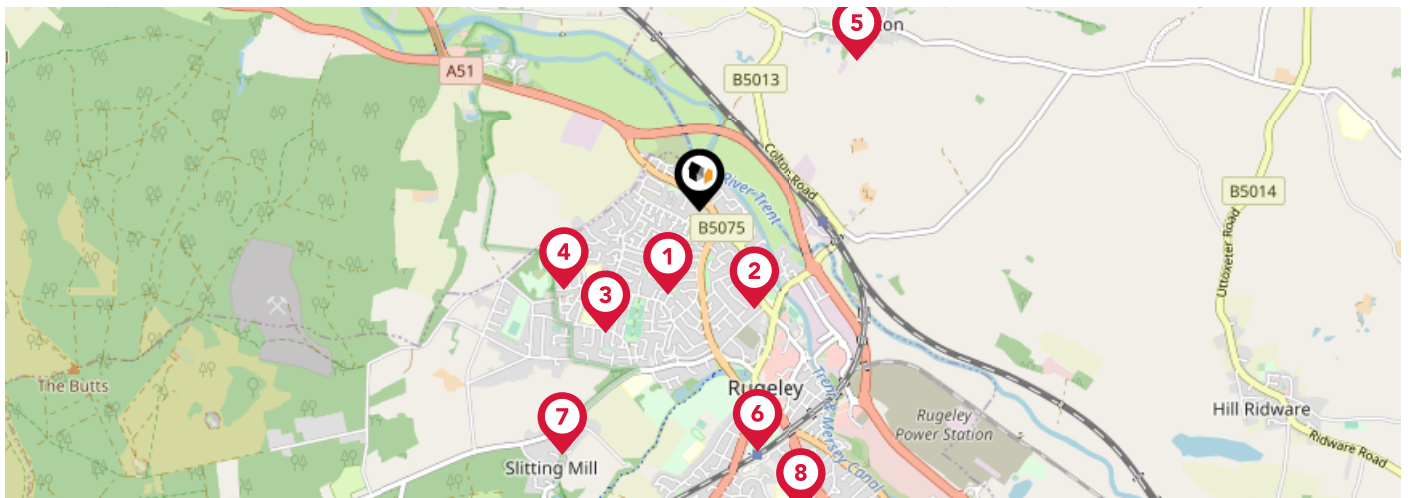 5
on
A51
B5013
Colton Road
River Trent
B5014
B5075
Uttoxeter Road
4
1
2
3
The Butts
Rugeley
Trent & Mersey Canal
7
6
Rugeley
Power Station
Hill Ridware
Ridware Road
Slitting Mill
8